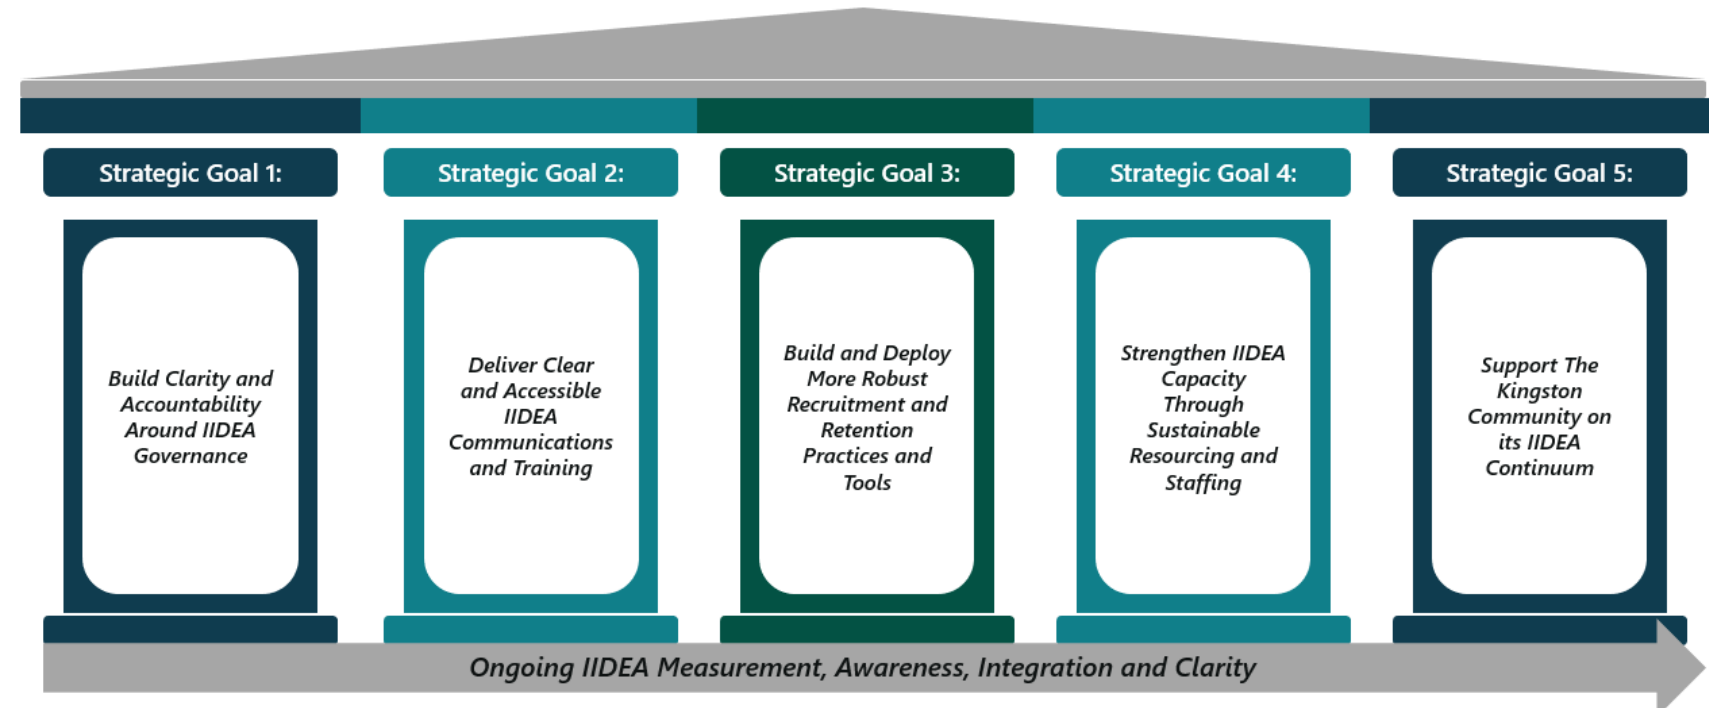 Strategic Goal 1:
Strategic Goal 2:
Strategic Goal 3:
Strategic Goal 4:
Strategic Goal 5:
Build Clarity and
Accountability
Around IIDEA
Governance
Deliver Clear
and Accessible
IIDEA
Communications
and Training
Build and Deploy
More Robust
Recruitment and
Retention
Practices and
Tools
Strengthen IIDEA
Capacity
Through
Sustainable
Resourcing and
Staffing
Support The
Kingston
Community on
its IIDEA
Continuum
Ongoing IIDEA Measurement, Awareness, Integration and Clarity